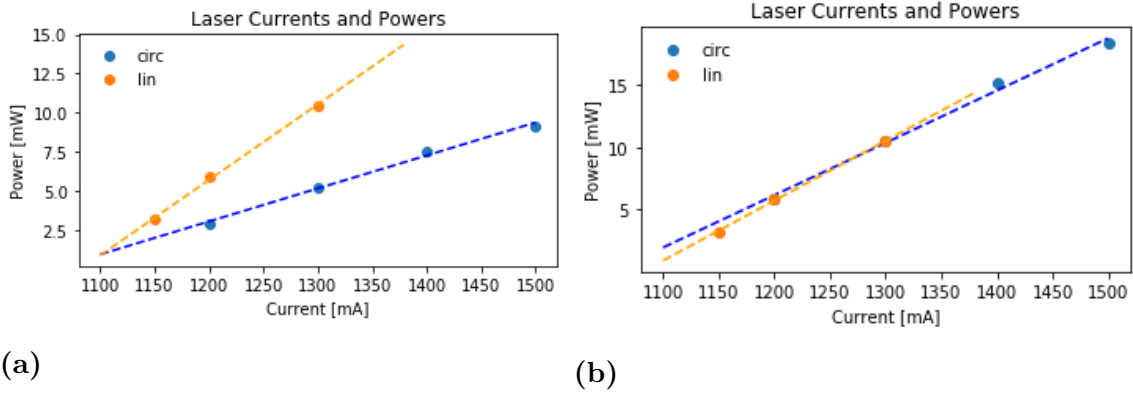 Laser Currents and Powers
circ
lin
15.0
12.5
10.0
7.5
5.0
2.5
Power [mW]
1100 1150 1200 1250 1300 1350 1400 1450 1500
Current [mA]
(a)
Laser Currents and Powers
circ
lin
15
10
5
Power [mW]
1100 1150 1200 1250 1300 1350 1400 1450 1500
Current [mA]
(b)